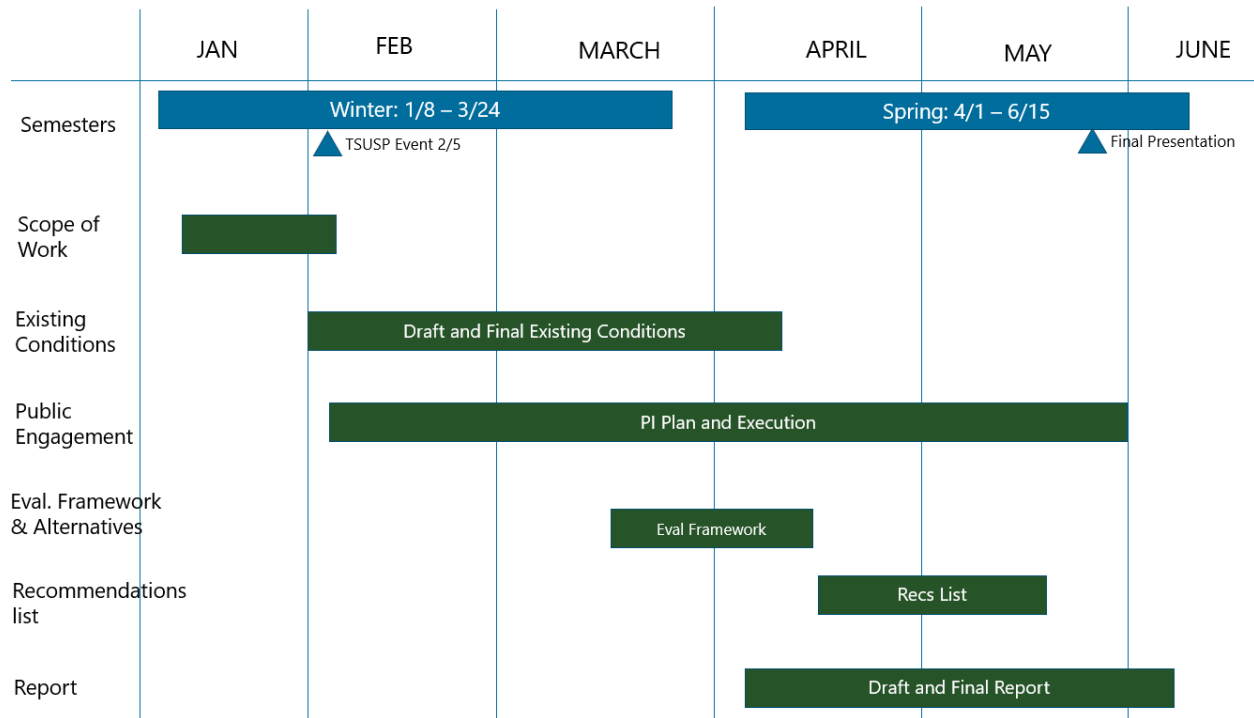 JAN
FEB
MARCH
APRIL
MAY
JUNE
Semesters
Winter: 1/8 – 3/24
Spring: 4/1 – 6/15
TSUSP Event 2/5
Final Presentation
Scope of
Work
Existing
Conditions
Draft and Final Existing Conditions
Public
Engagement
PI Plan and Execution
Eval. Framework
& Alternatives
Eval Framework
Recommendations
list
Recs List
Report
Draft and Final Report